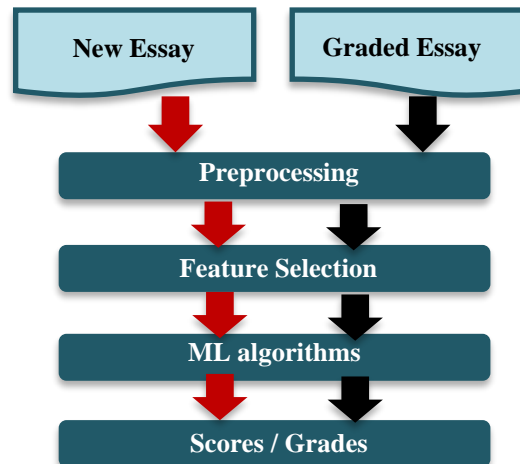 New Essay
Graded Essay
Preprocessing
Feature Selection
ML algorithms
Scores / Grades